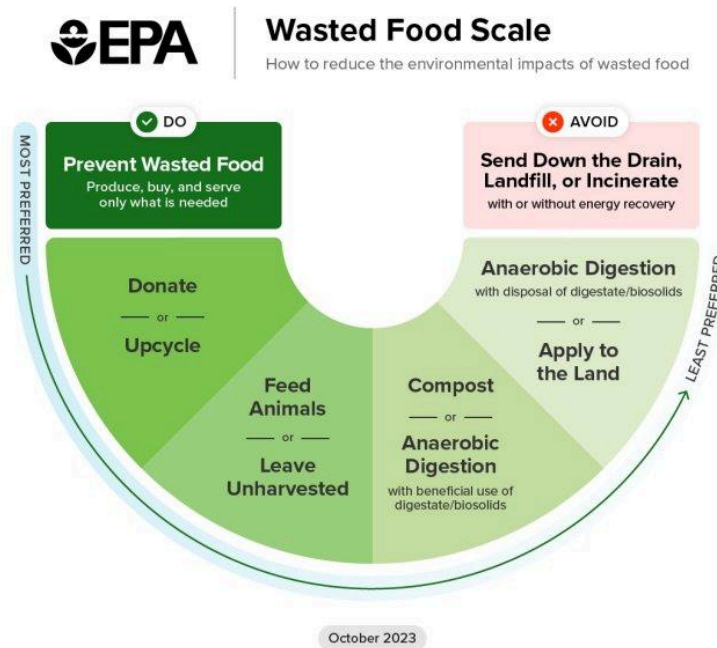 EPA
Wasted Food Scale
How to reduce the environmental impacts of wasted food
DO
Prevent Wasted Food
Produce, buy, and serve
only what is needed
AVOID
Send Down the Drain,
Landfill, or Incinerate
with or without energy recovery
MOST PREFERRED
Donate
or
Upcycle
Feed
Animals
or
Leave
Unharvested
Compost
or
Anaerobic
Digestion
with beneficial use of
digestate/biosolids
Anaerobic Digestion
with disposal of digestate/biosolids
or
Apply to
the Land
LEAST PREFERRED
October 2023